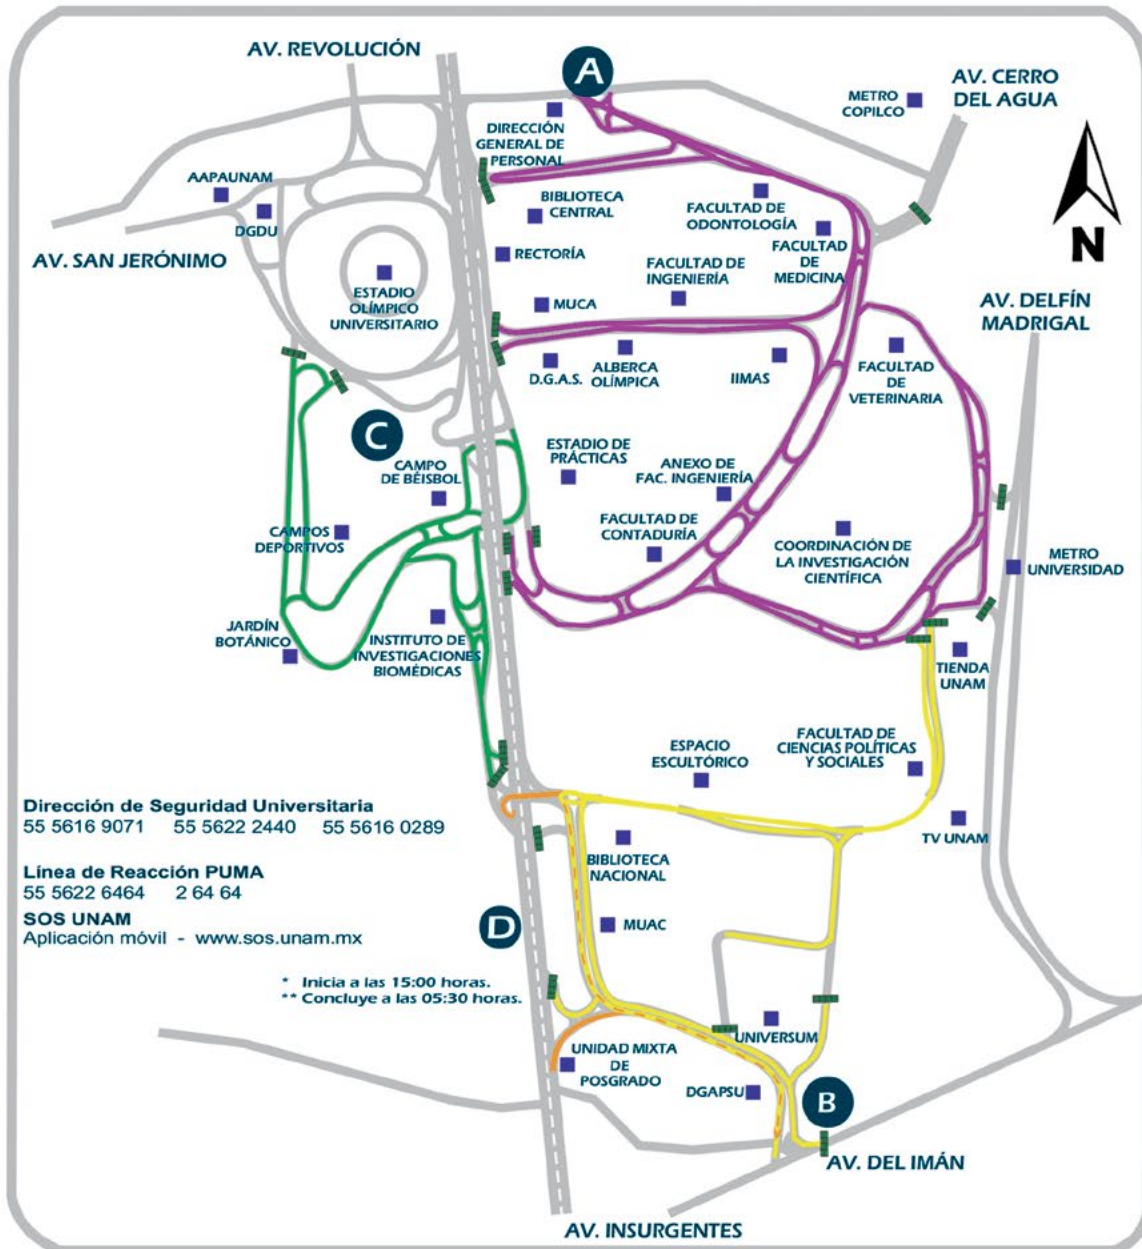 AV. REVOLUCIÓN
A
AV. CERRO
DEL AGUA
METRO
COPILCO
DIRECCIÓN
GENERAL DE
PERSONAL
AAPAUNAM
DGDU
BIBLIOTECA
CENTRAL
FACULTAD DE
ODONTOLOGÍA
FACULTAD
DE
MEDICINA
N
AV. SAN JERÓNIMO
RECTORÍA
FACULTAD DE
INGENIERÍA
ESTADIO
OLÍMPICO
UNIVERSITARIO
MUCA
AV. DELFÍN
MADRIGAL
D.G.A.S.
ALBERCA
OLÍMPICA
IIMAS
FACULTAD
DE
VETERINARIA
C
CAMPO
DE BÉISBOL
ESTADIO DE
PRÁCTICAS
ANEXO DE
FAC. INGENIERÍA
CAMPOS
DEPORTIVOS
FACULTAD DE
CONTADURÍA
COORDINACIÓN DE
LA INVESTIGACIÓN
CIENTÍFICA
METRO
UNIVERSIDAD
JARDÍN
BOTÁNICO
INSTITUTO DE
INVESTIGACIONES
BIOMÉDICAS
TIENDA
UNAM
ESPACIO
ESCULTÓRICO
FACULTAD DE
CIENCIAS POLÍTICAS
Y SOCIALES
Dirección de Seguridad Universitaria
55 5616 9071 55 5622 2440 55 5616 0289
BIBLIOTECA
NACIONAL
TV UNAM
Línea de Reacción PUMA
55 5622 6464 2 64 64
SOS UNAM
Aplicación móvil - www.sos.unam.mx
D
MUAC
* Inicia a las 15:00 horas.
** Concluye a las 05:30 horas.
UNIVERSUM
UNIDAD MIXTA
DE
POSGRADO
DGAPSU
B
AV. DEL IMÁN
AV. INSURGENTES